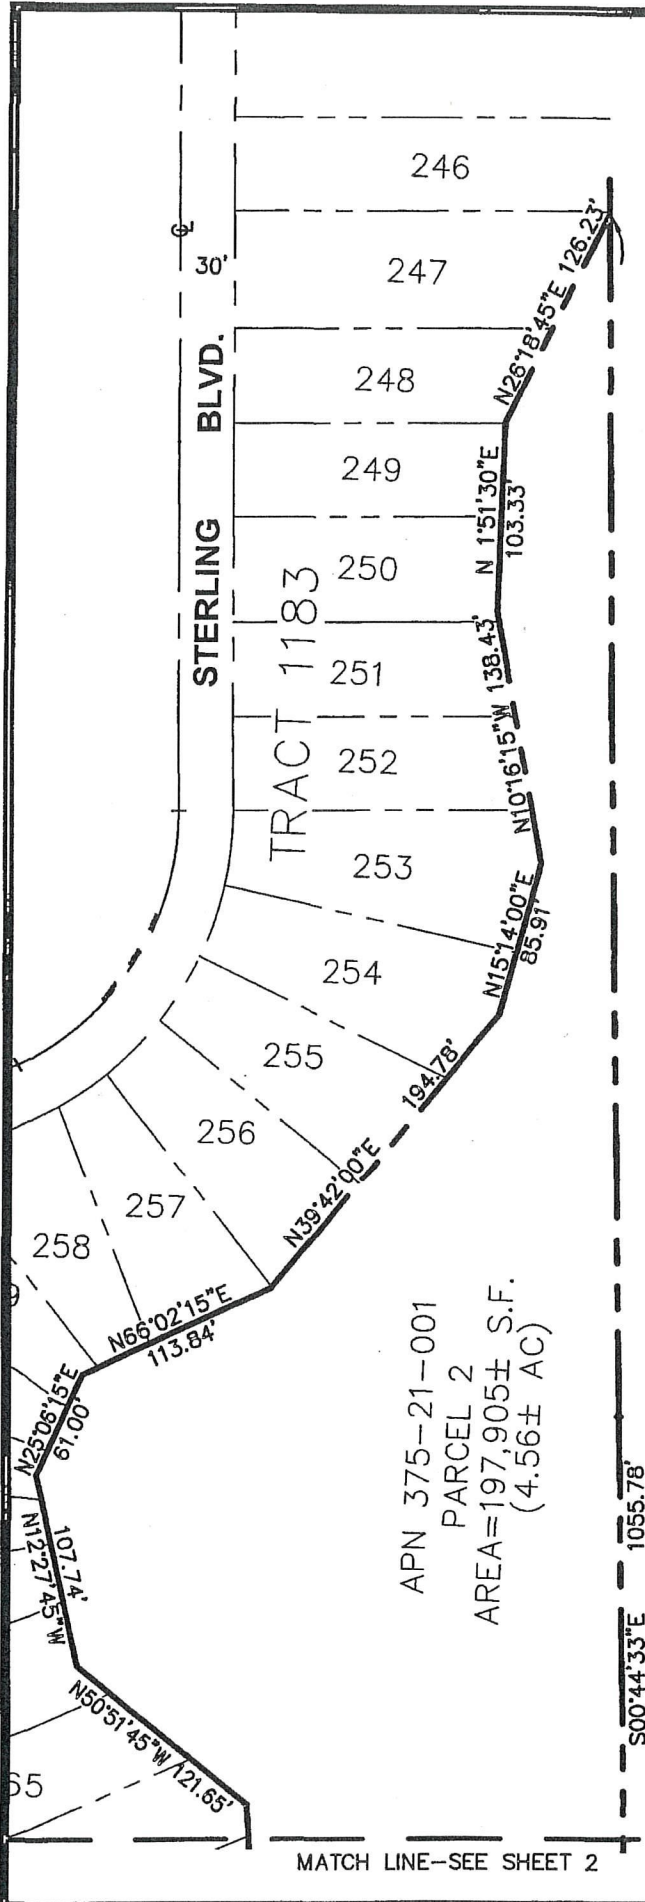 246
N26°18'45"E 126.23'
℄
30'
247
STERLING BLVD.
248
249
N 1°51'30"E
103.33'
250
TRACT 1183
251
N10°16'15"W 138.43'
252
253
N15°14'00"E
85.91'
254
255
194.78'
N39°42'00"E
256
257
258
9
N66°02'15"E
113.84'
N25°06'15"E
61.00'
APN 375-21-001
PARCEL 2
AREA=197,905± S.F.
(4.56± AC)
107.74'
N12°27'45"W
S00°44'33"E 1055.78'
N50°51'45"W 121.65'
65
MATCH LINE-SEE SHEET 2